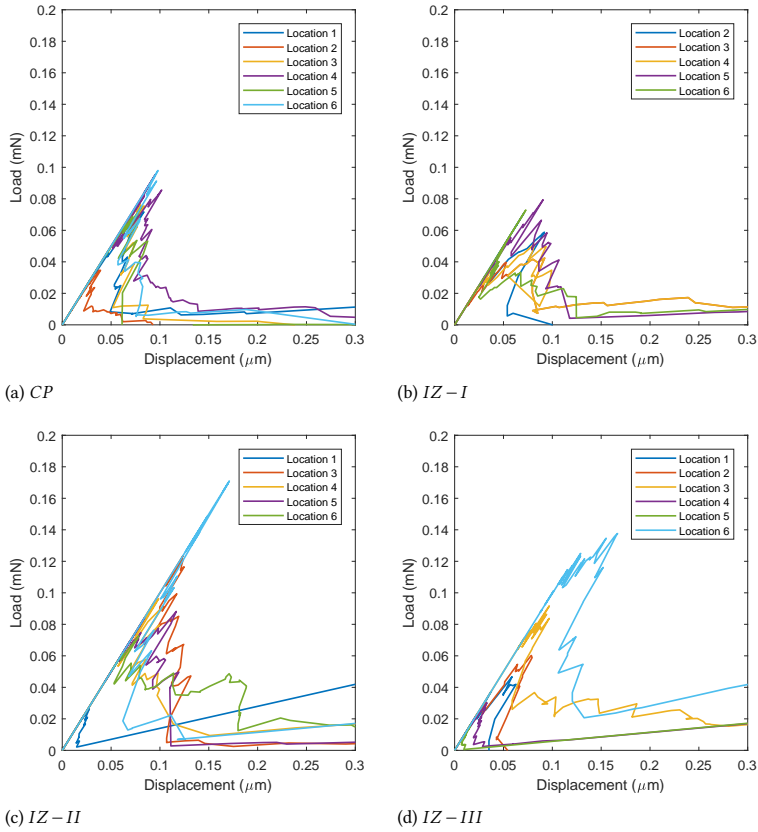 0.2
0.18
0.16
0.14
0.12
0.1
0.08
0.06
0.04
0.02
0
Load (mN)
Location 1
Location 2
Location 3
Location 4
Location 5
Location 6
0 0.05 0.1 0.15 0.2 0.25 0.3
Displacement (μm)
(a) CP
0.2
0.18
0.16
0.14
0.12
0.1
0.08
0.06
0.04
0.02
0
Load (mN)
Location 2
Location 3
Location 4
Location 5
Location 6
0 0.05 0.1 0.15 0.2 0.25 0.3
Displacement (μm)
(b) IZ – I
0.2
0.18
0.16
0.14
0.12
0.1
0.08
0.06
0.04
0.02
0
Load (mN)
Location 1
Location 3
Location 4
Location 5
Location 6
0 0.05 0.1 0.15 0.2 0.25 0.3
Displacement (μm)
(c) IZ – II
0.2
0.18
0.16
0.14
0.12
0.1
0.08
0.06
0.04
0.02
0
Load (mN)
Location 1
Location 2
Location 3
Location 4
Location 5
Location 6
0 0.05 0.1 0.15 0.2 0.25 0.3
Displacement (μm)
(d) IZ – III